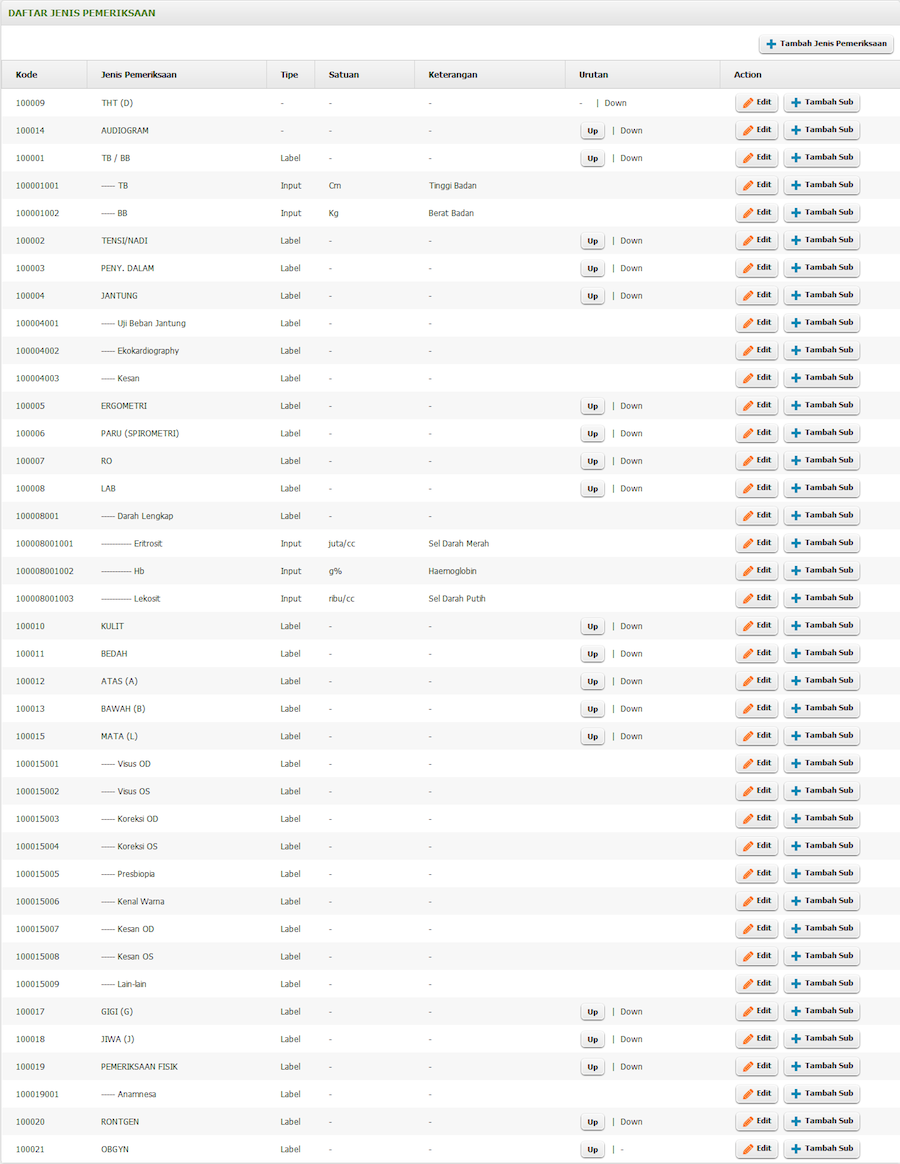 DAFTAR JENIS PEMERIKSAAN
Tambah Jenis Pemeriksaan
Kode Jenis Pemeriksaan Tipe Satuan Keterangan Urutan Action
100009 THT (D) - - - - | Down Edit Tambah Sub
100014 AUDIOGRAM - - - Up | Down Edit Tambah Sub
100001 TB / BB Label - - Up | Down Edit Tambah Sub
100001001 ----- TB Input Cm Tinggi Badan Edit Tambah Sub
100001002 ----- BB Input Kg Berat Badan Edit Tambah Sub
100002 TENSI/NADI Label - - Up | Down Edit Tambah Sub
100003 PENY. DALAM Label - - Up | Down Edit Tambah Sub
100004 JANTUNG Label - - Up | Down Edit Tambah Sub
100004001 ----- Uji Beban Jantung Label - - Edit Tambah Sub
100004002 ----- Ekokardiography Label - - Edit Tambah Sub
100004003 ----- Kesan Label - - Edit Tambah Sub
100005 ERGOMETRI Label - - Up | Down Edit Tambah Sub
100006 PARU (SPIROMETRI) Label - - Up | Down Edit Tambah Sub
100007 RO Label - - Up | Down Edit Tambah Sub
100008 LAB Label - - Up | Down Edit Tambah Sub
100008001 ----- Darah Lengkap Label - - Edit Tambah Sub
100008001001 ----------- Eritrosit Input juta/cc Sel Darah Merah Edit Tambah Sub
100008001002 ----------- Hb Input g% Haemoglobin Edit Tambah Sub
100008001003 ----------- Lekosit Input ribu/cc Sel Darah Putih Edit Tambah Sub
100010 KULIT Label - - Up | Down Edit Tambah Sub
100011 BEDAH Label - - Up | Down Edit Tambah Sub
100012 ATAS (A) Label - - Up | Down Edit Tambah Sub
100013 BAWAH (B) Label - - Up | Down Edit Tambah Sub
100015 MATA (L) Label - - Up | Down Edit Tambah Sub
100015001 ----- Visus OD Label - - Edit Tambah Sub
100015002 ----- Visus OS Label - - Edit Tambah Sub
100015003 ----- Koreksi OD Label - - Edit Tambah Sub
100015004 ----- Koreksi OS Label - - Edit Tambah Sub
100015005 ----- Presbiopia Label - - Edit Tambah Sub
100015006 ----- Kenal Warna Label - - Edit Tambah Sub
100015007 ----- Kesan OD Label - - Edit Tambah Sub
100015008 ----- Kesan OS Label - - Edit Tambah Sub
100015009 ----- Lain-lain Label - - Edit Tambah Sub
100017 GIGI (G) Label - - Up | Down Edit Tambah Sub
100018 JIWA (J) Label - - Up | Down Edit Tambah Sub
100019 PEMERIKSAAN FISIK Label - - Up | Down Edit Tambah Sub
100019001 ----- Anamnesa Label - - Edit Tambah Sub
100020 RONTGEN Label - - Up | Down Edit Tambah Sub
100021 OBGYN Label - - Up | - Edit Tambah Sub